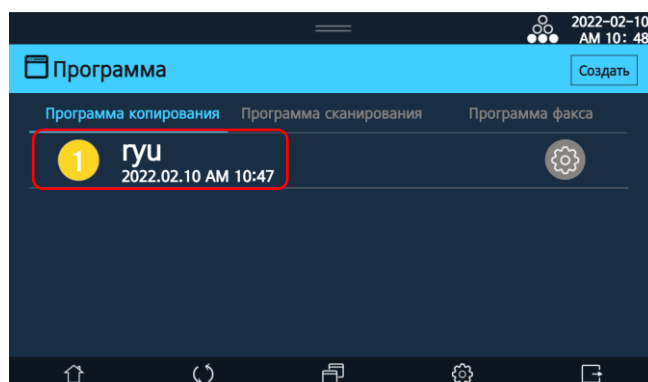 2022-02-10
AM 10: 48
Программа
Создать
Программа копирования Программа сканирования Программа факса
1 ryu
2022.02.10 AM 10:47